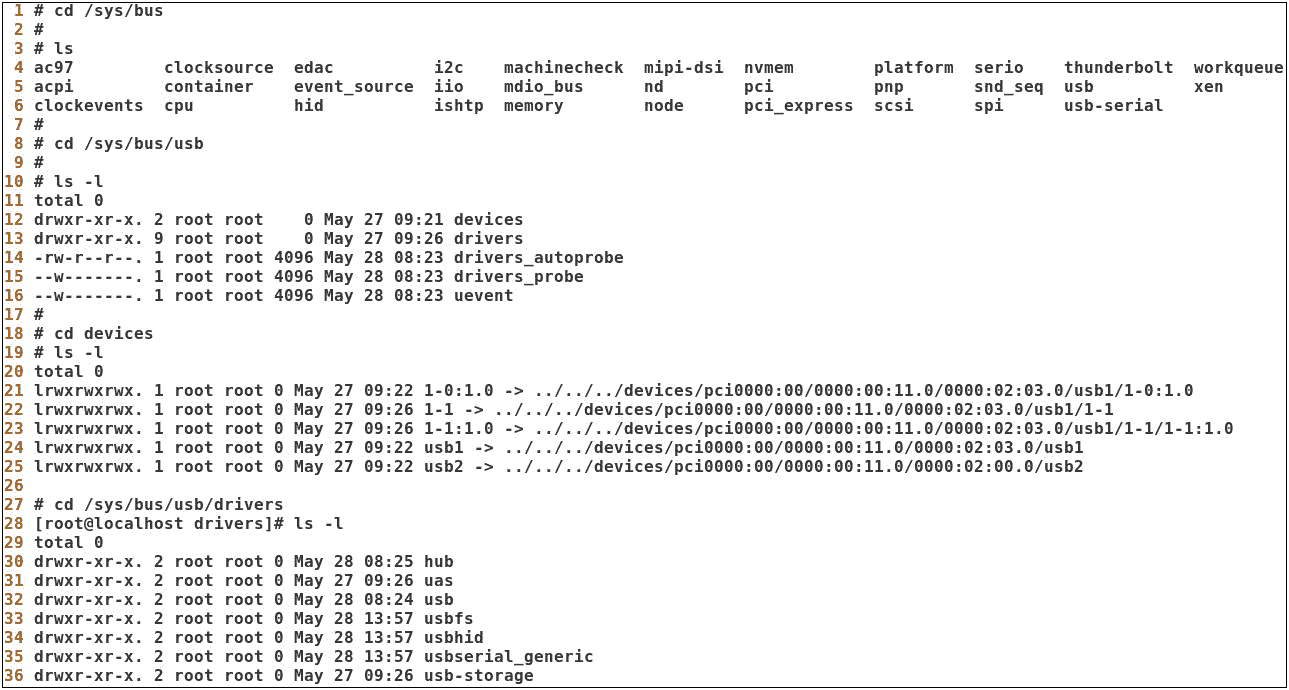 1 # cd /sys/bus
2 #
3 # ls
4 ac97         clocksource  edac          i2c    machinecheck  mipi-dsi  nvmem        platform  serio    thunderbolt  workqueue
5 acpi         container    event_source  iio    mdio_bus      nd        pci          pnp       snd_seq  usb          xen
6 clockevents  cpu          hid           ishtp  memory        node      pci_express  scsi      spi      usb-serial
7 #
8 # cd /sys/bus/usb
9 #
10 # ls -l
11 total 0
12 drwxr-xr-x. 2 root root    0 May 27 09:21 devices
13 drwxr-xr-x. 9 root root    0 May 27 09:26 drivers
14 -rw-r--r--. 1 root root 4096 May 28 08:23 drivers_autoprobe
15 --w-------. 1 root root 4096 May 28 08:23 drivers_probe
16 --w-------. 1 root root 4096 May 28 08:23 uevent
17 #
18 # cd devices
19 # ls -l
20 total 0
21 lrwxrwxrwx. 1 root root 0 May 27 09:22 1-0:1.0 -> ../../../devices/pci0000:00/0000:00:11.0/0000:02:03.0/usb1/1-0:1.0
22 lrwxrwxrwx. 1 root root 0 May 27 09:26 1-1 -> ../../../devices/pci0000:00/0000:00:11.0/0000:02:03.0/usb1/1-1
23 lrwxrwxrwx. 1 root root 0 May 27 09:26 1-1:1.0 -> ../../../devices/pci0000:00/0000:00:11.0/0000:02:03.0/usb1/1-1/1-1:1.0
24 lrwxrwxrwx. 1 root root 0 May 27 09:22 usb1 -> ../../../devices/pci0000:00/0000:00:11.0/0000:02:03.0/usb1
25 lrwxrwxrwx. 1 root root 0 May 27 09:22 usb2 -> ../../../devices/pci0000:00/0000:00:11.0/0000:02:00.0/usb2
26
27 # cd /sys/bus/usb/drivers
28 [root@localhost drivers]# ls -l
29 total 0
30 drwxr-xr-x. 2 root root 0 May 28 08:25 hub
31 drwxr-xr-x. 2 root root 0 May 27 09:26 uas
32 drwxr-xr-x. 2 root root 0 May 28 08:24 usb
33 drwxr-xr-x. 2 root root 0 May 28 13:57 usbfs
34 drwxr-xr-x. 2 root root 0 May 28 13:57 usbhid
35 drwxr-xr-x. 2 root root 0 May 28 13:57 usbserial_generic
36 drwxr-xr-x. 2 root root 0 May 27 09:26 usb-storage